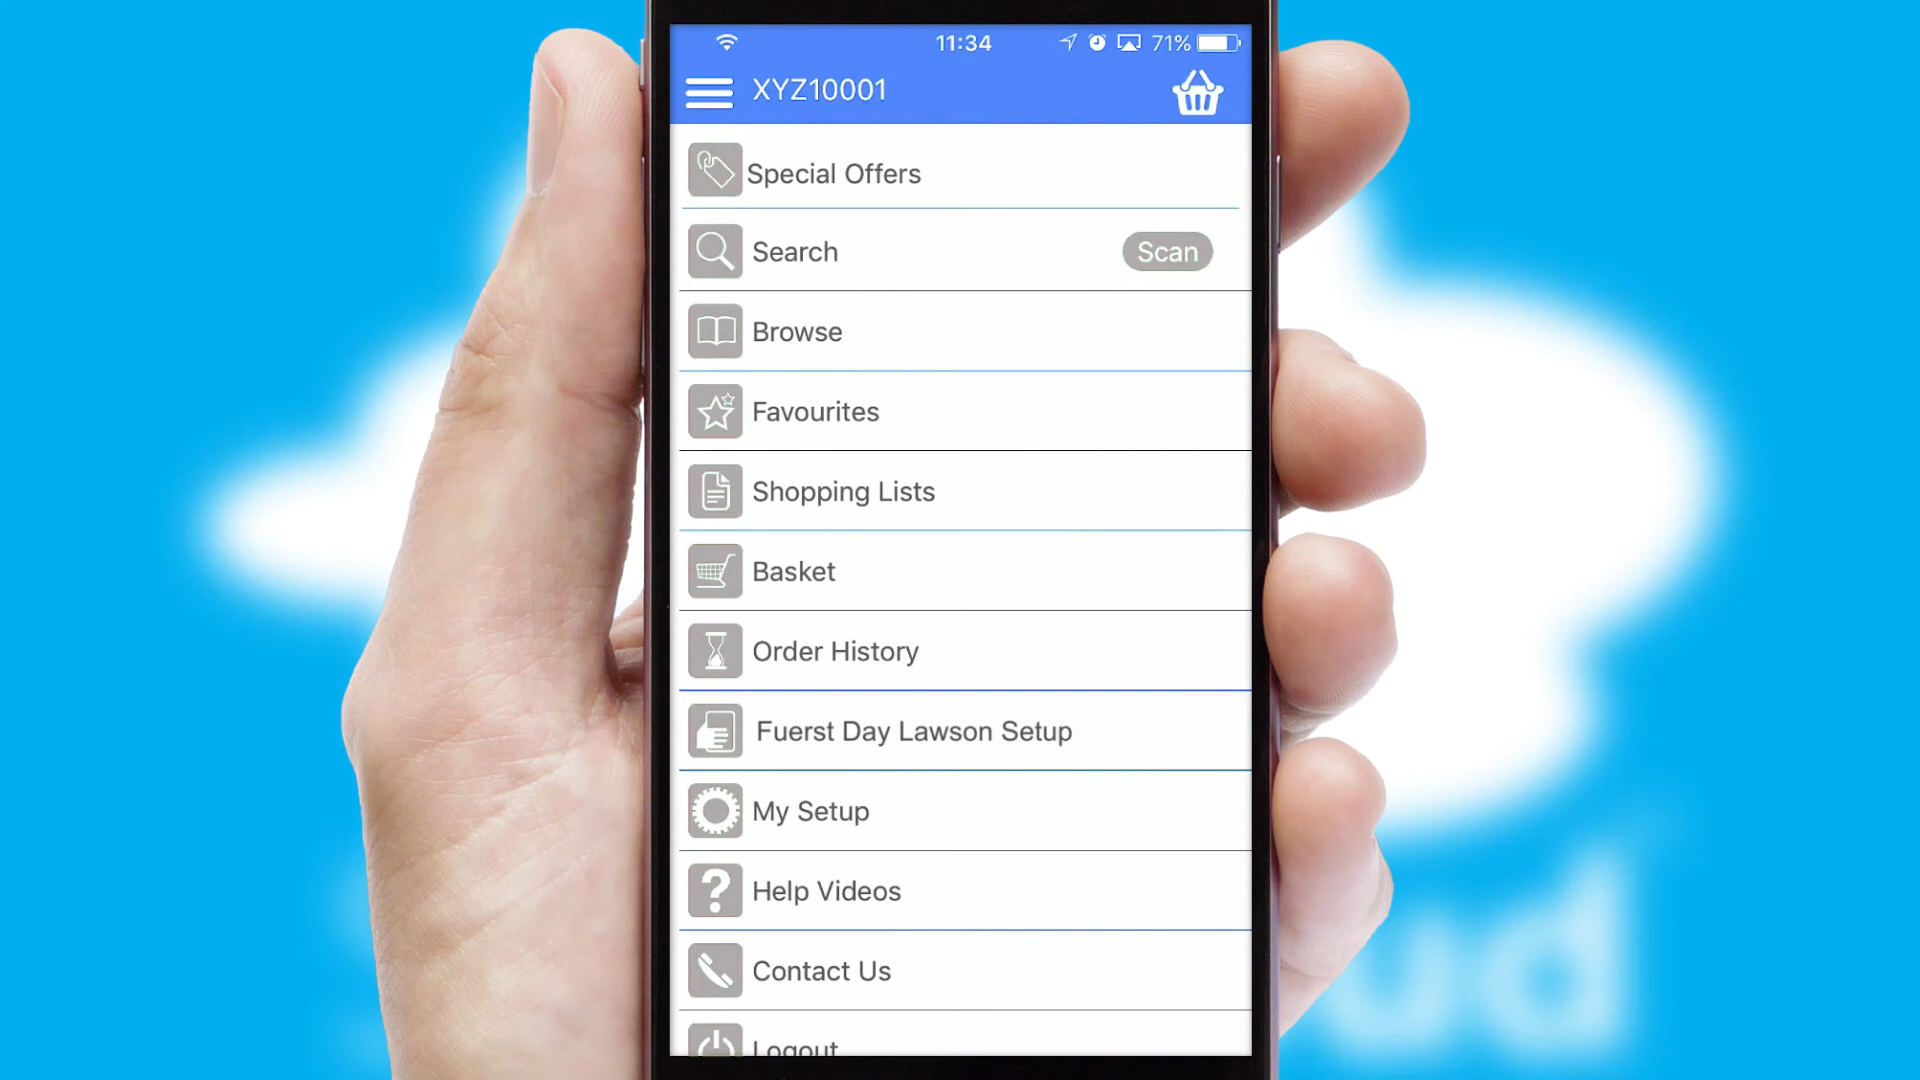 11:34
71%
XYZ10001
Special Offers
Search
Scan
Browse
Favourites
Shopping Lists
Basket
Order History
Fuerst Day Lawson Setup
My Setup
Help Videos
Contact Us
Logout
ud